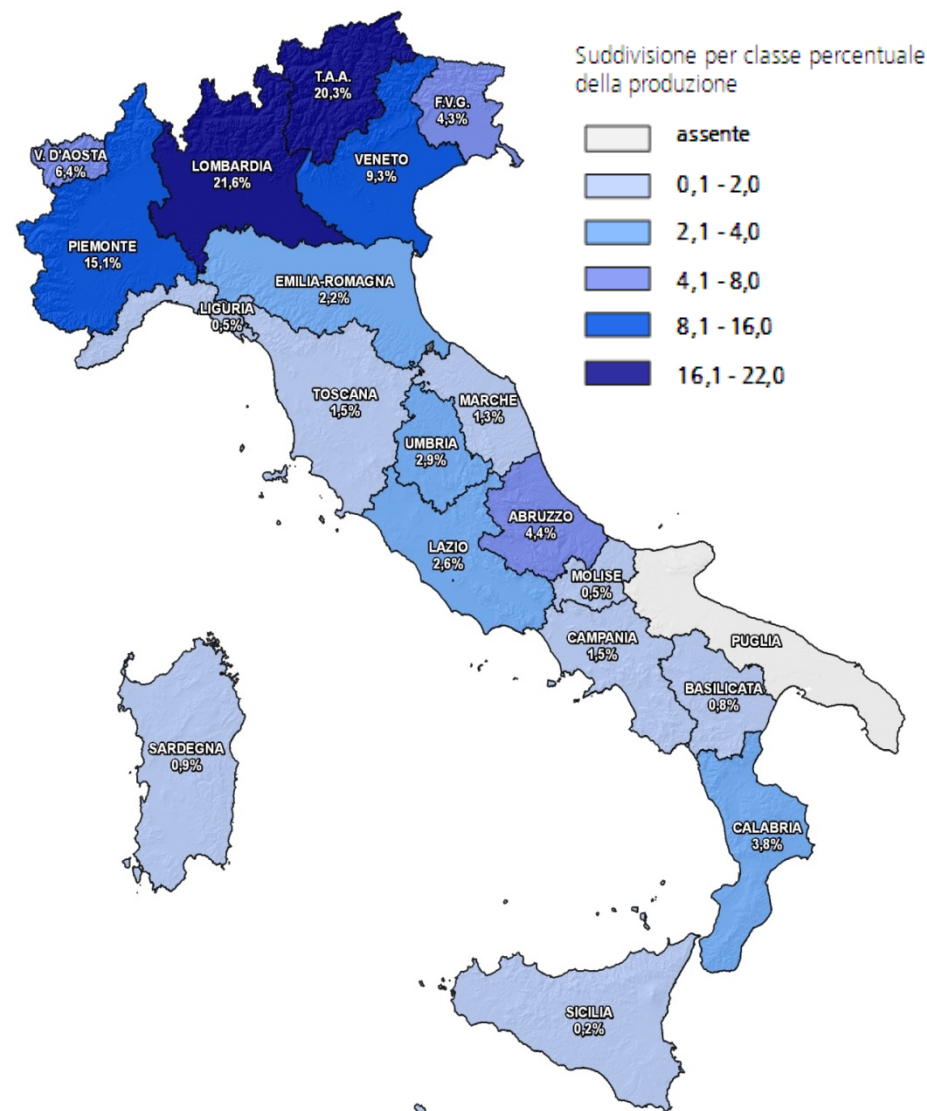 Suddivisione per classe percentuale
della produzione
assente
0,1 - 2,0
2,1 - 4,0
4,1 - 8,0
8,1 - 16,0
16,1 - 22,0
T.A.A.
20,3%
F.V.G.
4,3%
V. D'AOSTA
6,4%
LOMBARDIA
21,6%
VENETO
9,3%
PIEMONTE
15,1%
EMILIA-ROMAGNA
2,2%
LIGURIA
0,5%
TOSCANA
1,5%
MARCHE
1,3%
UMBRIA
2,9%
ABRUZZO
4,4%
LAZIO
2,6%
MOLISE
0,5%
PUGLIA
CAMPANIA
1,5%
BASILICATA
0,8%
SARDEGNA
0,9%
CALABRIA
3,8%
SICILIA
0,2%